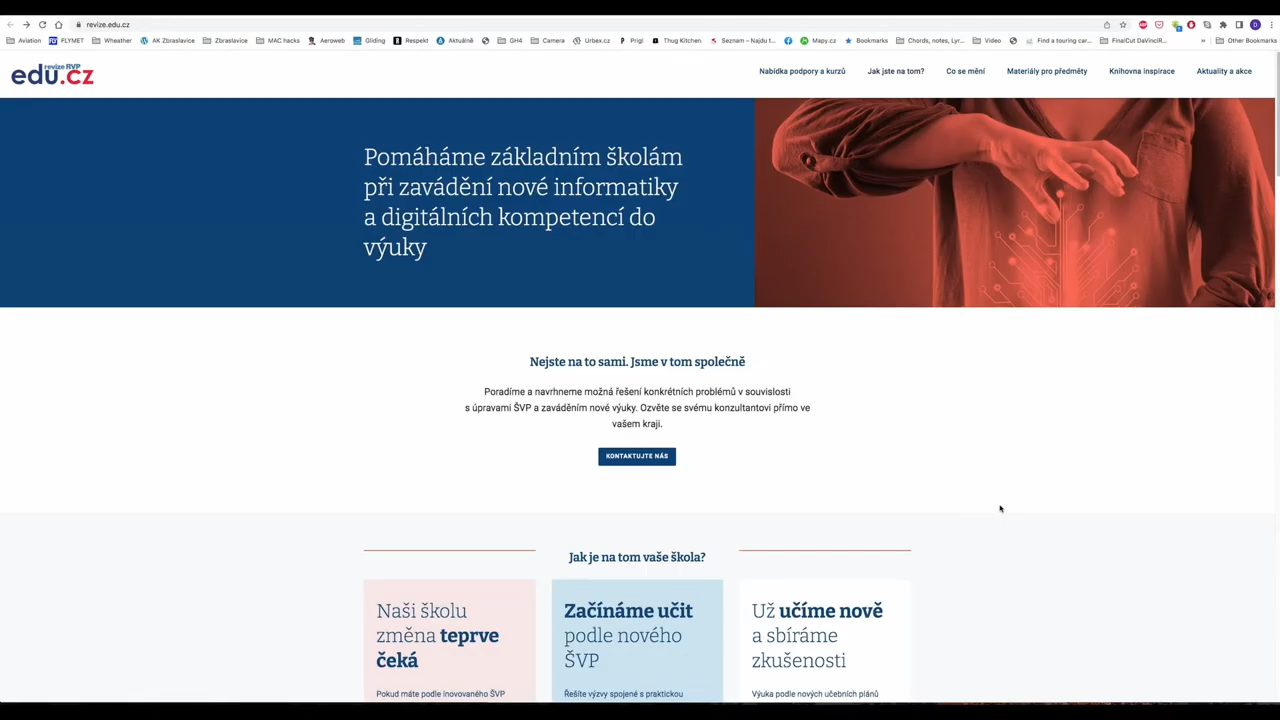 revize.edu.cz
Aviation FLYMET Wheather AK Zbraslavice Zbraslavice MAC hacks Aeroweb Gliding Respekt Aktuálně GH4 Camera Urbex.cz Prigl Thug Kitchen Seznam – Najdu t... Mapy.cz Bookmarks Chords, notes, Lyr... Video Find a touring car... FinalCut DaVinciR... » Other Bookmarks
revize RVP
edu.cz
Nabídka podpory a kurzů Jak jste na tom? Co se mění Materiály pro předměty Knihovna inspirace Aktuality a akce
Pomáháme základním školám
při zavádění nové informatiky
a digitálních kompetencí do
výuky
Nejste na to sami. Jsme v tom společně
Poradíme a navrhneme možná řešení konkrétních problémů v souvislosti
s úpravami ŠVP a zaváděním nové výuky. Ozvěte se svému konzultantovi přímo ve
vašem kraji.
KONTAKTUJTE NÁS
Jak je na tom vaše škola?
Naši školu
změna teprve
čeká
Pokud máte podle inovovaného ŠVP
Začínáme učit
podle nového
ŠVP
Řešíte výzvy spojené s praktickou
Už učíme nově
a sbíráme
zkušenosti
Výuka podle nových učebních plánů